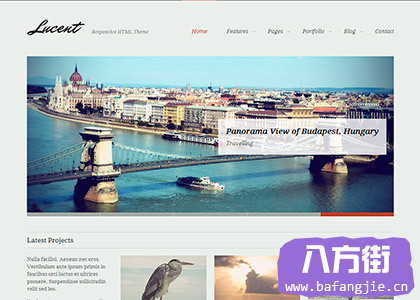 Lucent
Responsive HTML Theme
Home Features Pages Portfolio Blog Contact
Panorama View of Budapest, Hungary
Travelling
Latest Projects
Nulla facilisi. Aenean nec eros.
Vestibulum ante ipsum primis in
faucibus orci luctus et ultrices
posuere. Suspendisse sollicitudin
velit sed leo.
八方街
www.bafangjie.cn